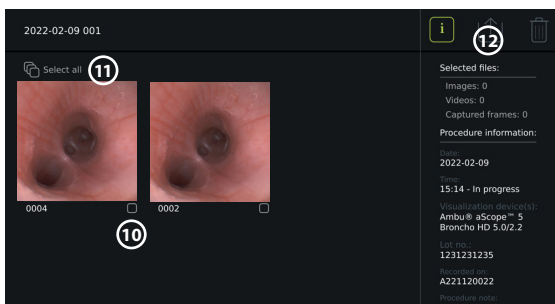 2022-02-09 001
i
12
Select all
11
0004
0002
10
Selected files:
Images: 0
Videos: 0
Captured frames: 0
Procedure information:
Date:
2022-02-09
Time:
15:14 - In progress
Visualization device(s):
Ambu® aScope™ 5
Broncho HD 5.0/2.2
Lot no.:
1231231235
Recorded on:
A221120022
Procedure note: